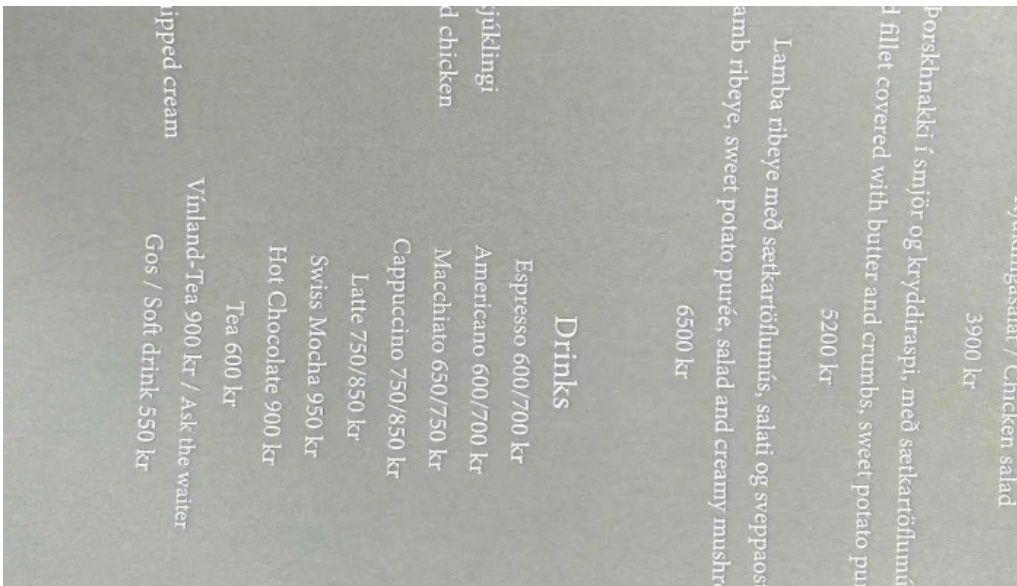 Chicken salad
3900 kr
Þorskhnakki í smjör og kryddiraspi, með sætkartöflumú
d fillet covered with butter and crumbs, sweet potato pu
5200 kr
Lamba ribeye með sætkartöflumús, salati og sveppaos
amb ribeye, sweet potato purée, salad and creamy mushr
6500 kr
Drinks
Espresso 600/700 kr
Americano 600/700 kr
Macchiato 650/750 kr
Cappuccino 750/850 kr
Latte 750/850 kr
Swiss Mocha 950 kr
Hot Chocolate 900 kr
Tea 600 kr
Vínland-Tea 900 kr / Ask the waiter
Gos / Soft drink 550 kr
júklingi
d chicken
ipped cream